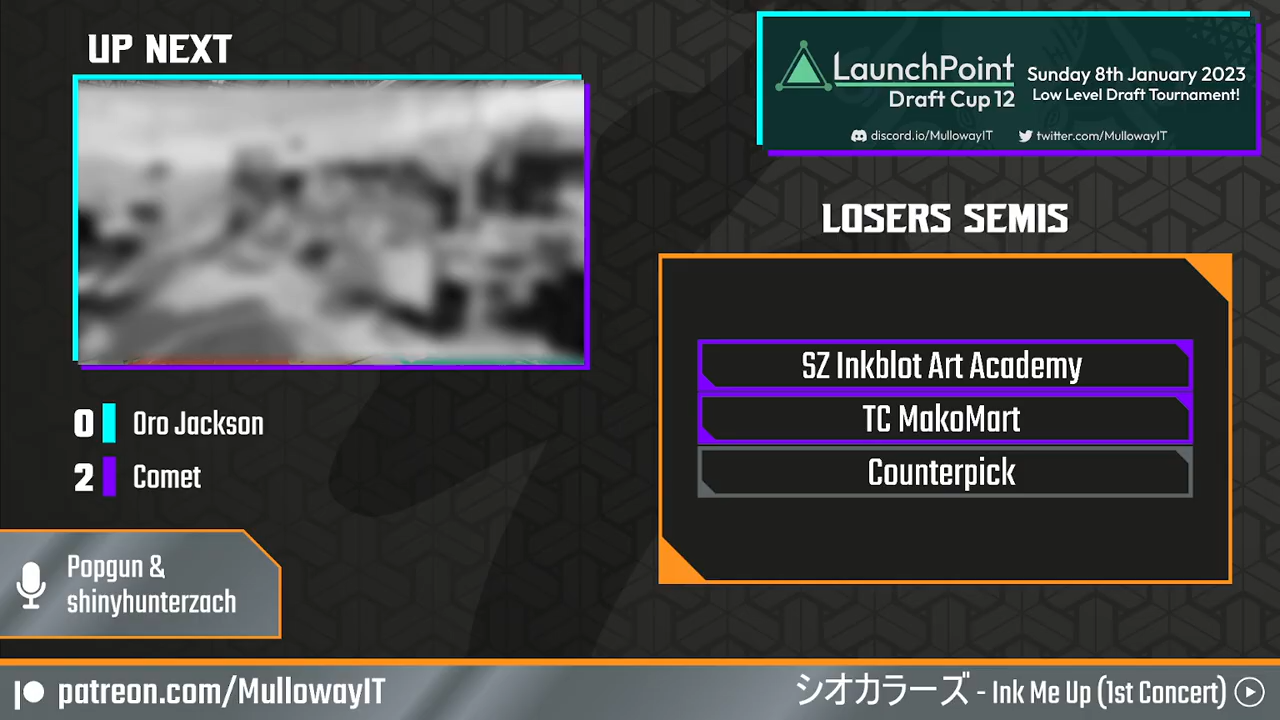 UP NEXT
LaunchPoint
Draft Cup 12
Sunday 8th January 2023
Low Level Draft Tournament!
discord.io/MullowayIT
twitter.com/MullowayIT
LOSERS SEMIS
SZ Inkblot Art Academy
TC MakoMart
Counterpick
0 Oro Jackson
2 Comet
Popgun &
shinyhunterzach
patreon.com/MullowayIT
シオカラーズ - Ink Me Up (1st Concert)